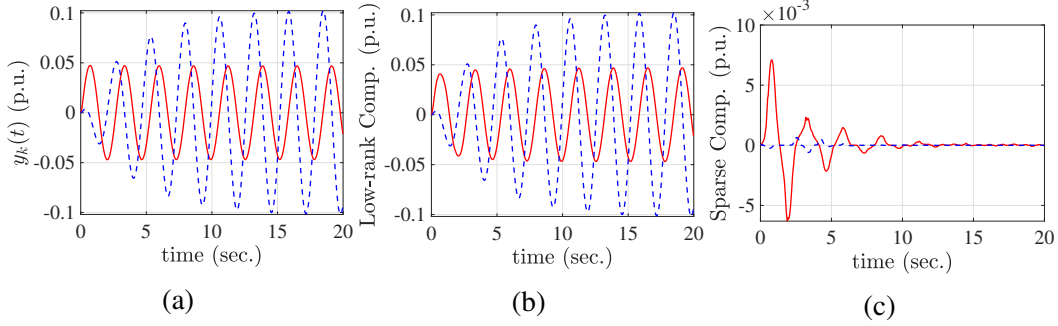 0.1
0.05
0
-0.05
-0.1
y_k(t) (p.u.)
0 5 10 15 20
time (sec.)
(a)
0.1
0.05
0
-0.05
-0.1
Low-rank Comp. (p.u.)
0 5 10 15 20
time (sec.)
(b)
×10⁻³
10
5
0
-5
Sparse Comp. (p.u.)
0 5 10 15 20
time (sec.)
(c)